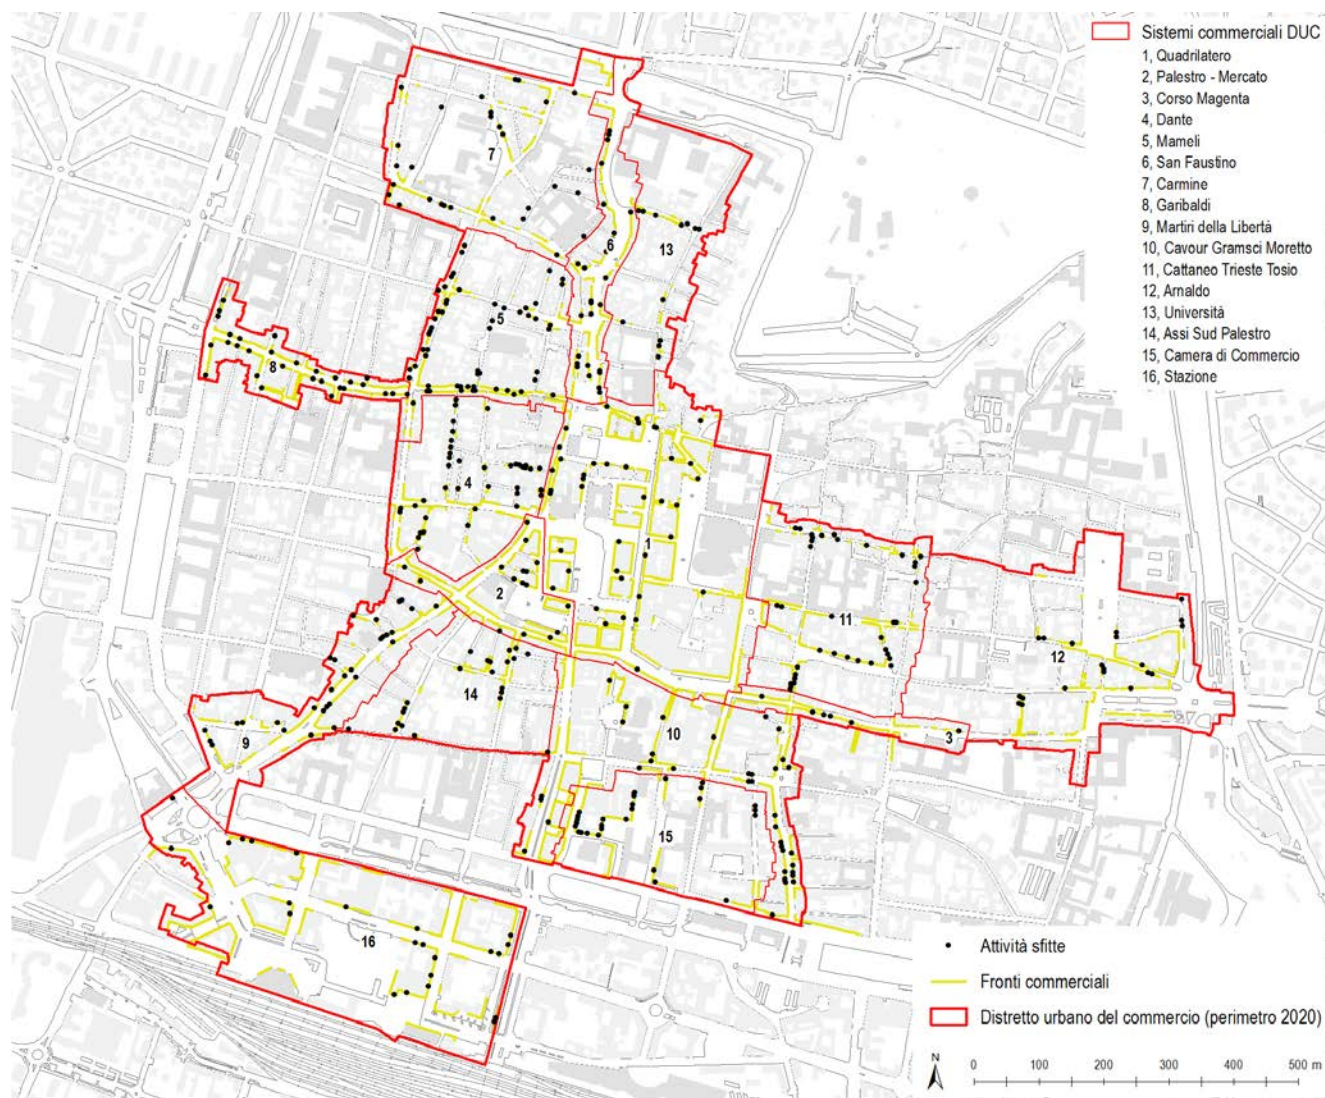 Sistemi commerciali DUC
1, Quadrilatero
2, Palestro - Mercato
3, Corso Magenta
4, Dante
5, Mameli
6, San Faustino
7, Carmine
8, Garibaldi
9, Martiri della Libertà
10, Cavour Gramsci Moretto
11, Cattaneo Trieste Tosio
12, Arnaldo
13, Università
14, Assi Sud Palestro
15, Camera di Commercio
16, Stazione
7
6
13
5
8
4
1
2
11
12
14
10
3
9
15
16
Attività sfitte
Fronti commerciali
Distretto urbano del commercio (perimetro 2020)
N
0 100 200 300 400 500 m